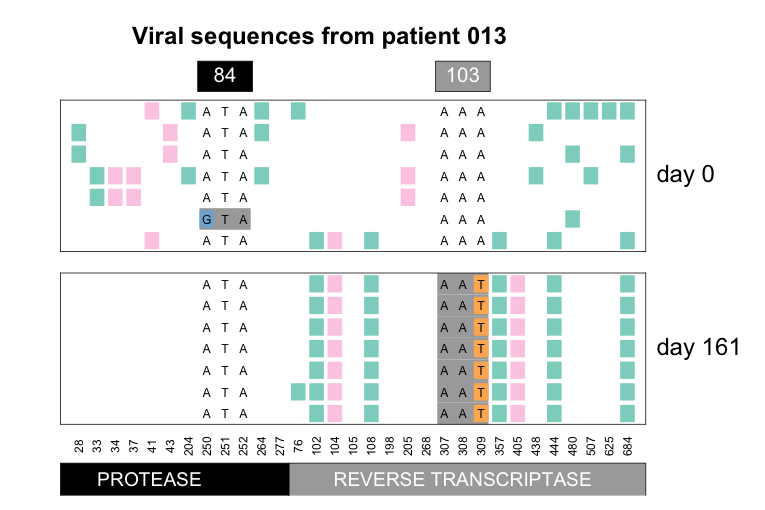 Viral sequences from patient 013
84 103
A T A A A A
A T A A A A
A T A A A A
A T A A A A
day 0
A T A A A A
G T A A A A
A T A A A A
A T A A A T
A T A A A T
A T A A A T
A T A A A T
day 161
A T A A A T
A T A A A T
A T A A A T
28 33 34 37 41 43 204 250 251 252 264 277 76 102 104 105 108 198 205 268 307 308 309 357 405 438 444 480 507 625 684
PROTEASE REVERSE TRANSCRIPTASE